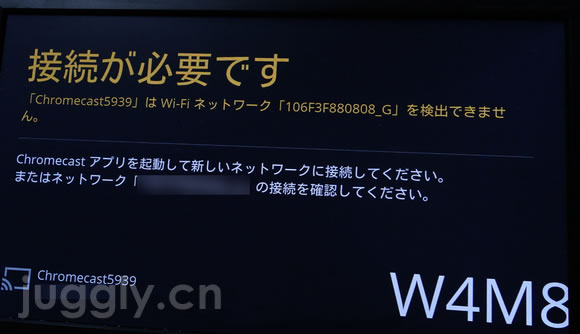 接続が必要です
「Chromecast5939」は Wi-Fi ネットワーク「106F3F880808_G」を検出できませ
ん。
Chromecast アプリを起動して新しいネットワークに接続してください。
またはネットワーク「 の接続を確認してください。
Chromecast5939
W4M8
juggly.cn